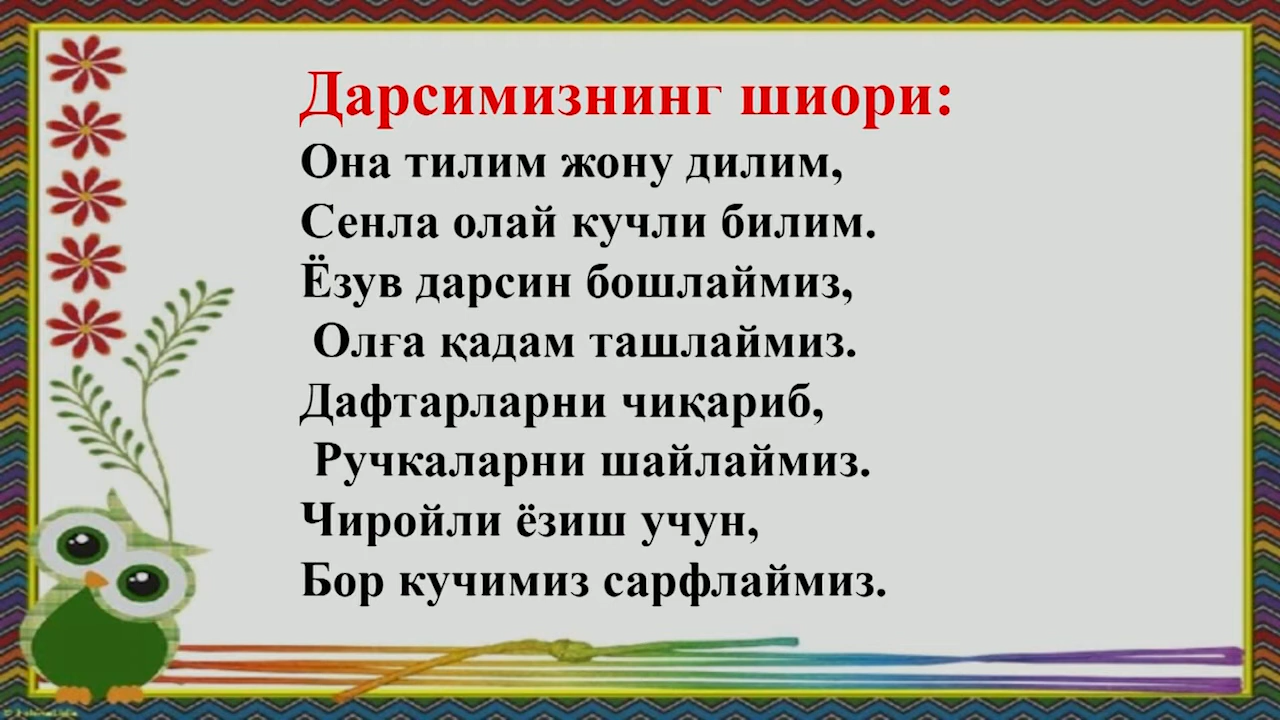 Дарсимизнинг шиори:
Она тилим жону дилим,
Сенла олай кучли билим.
Ёзув дарсин бошлаймиз,
Олға қадам ташлаймиз.
Дафтарларни чиқариб,
Ручкаларни шайлаймиз.
Чиройли ёзиш учун,
Бор кучимиз сарфлаймиз.